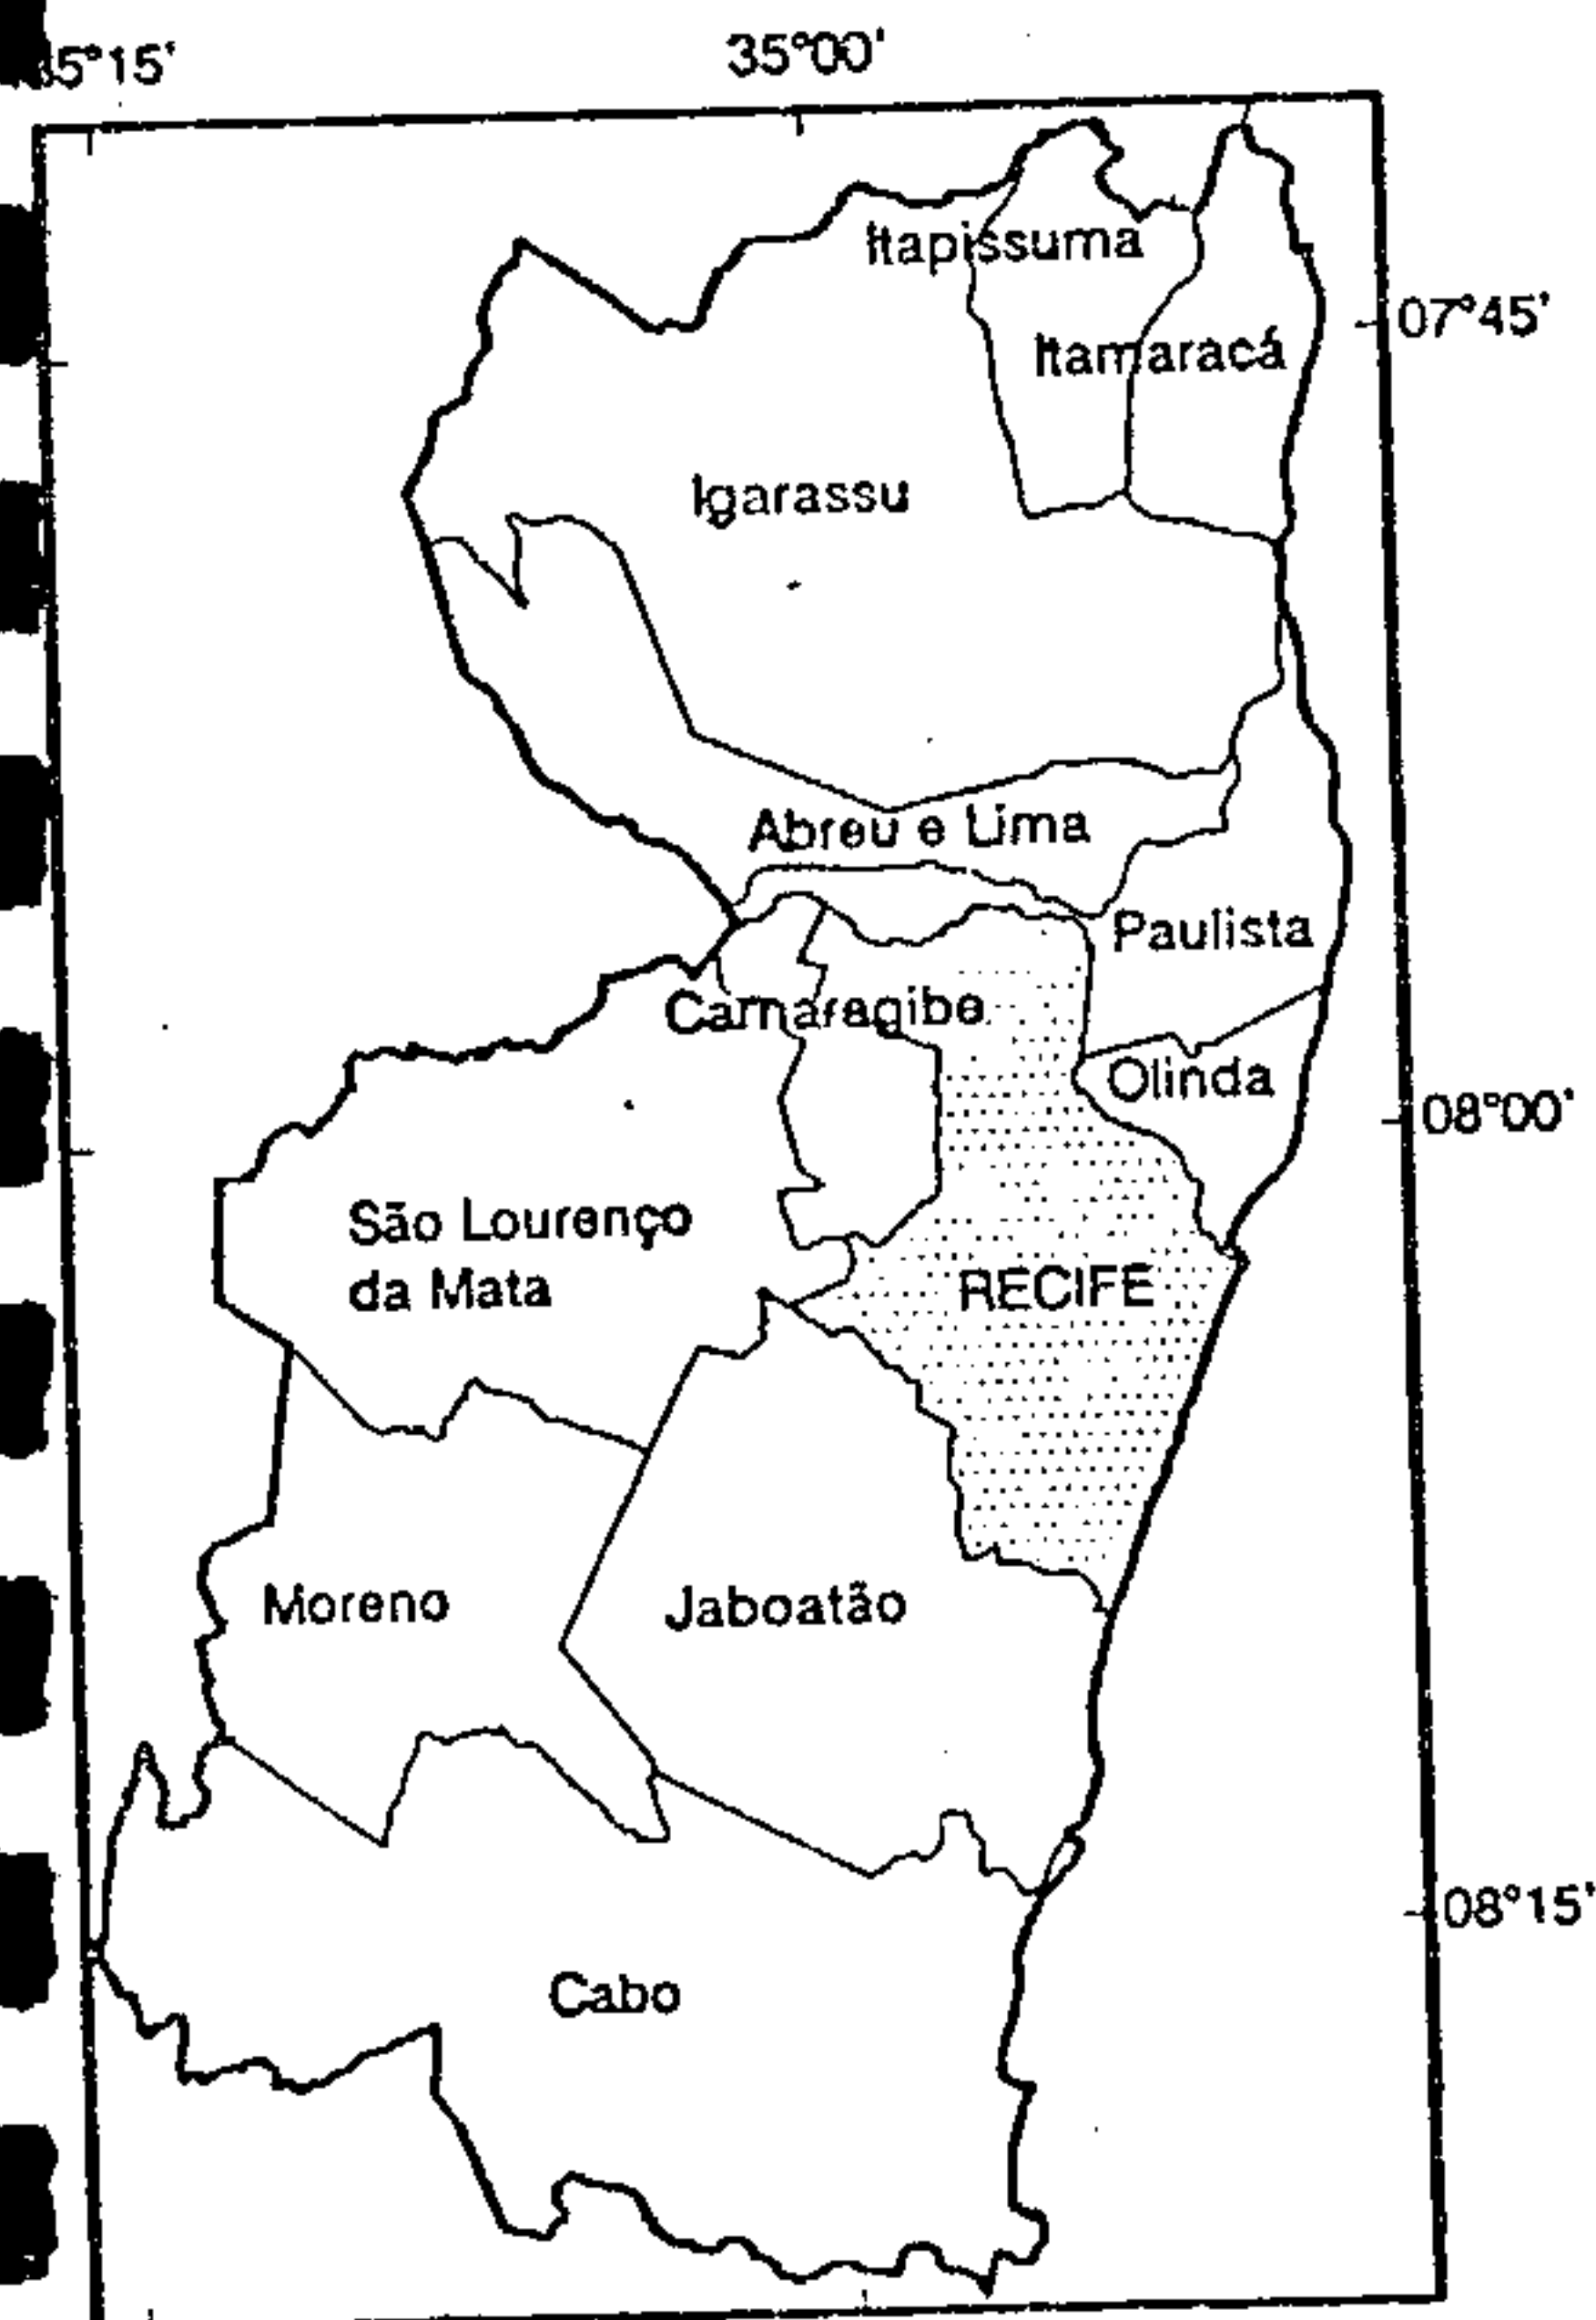 5°15'
35°00'
Itapissuma
07°45'
Itamaracá
Igarassu
Abreu e Lima
Paulista
Camaragibe
Olinda
08°00'
São Lourenço
da Mata
RECIFE
Moreno
Jaboatão
08°15'
Cabo